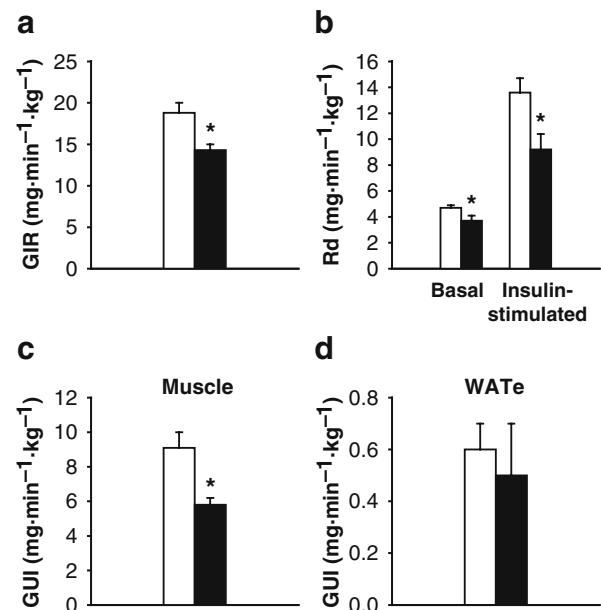 a
GIR (mg·min⁻¹·kg⁻¹)
25
20
15
10
5
0
*
b
Rd (mg·min⁻¹·kg⁻¹)
16
14
12
10
8
6
4
2
0
*
*
Basal
Insulin-
stimulated
c
Muscle
GUI (mg·min⁻¹·kg⁻¹)
12
10
8
6
4
2
0
*
d
WATe
GUI (mg·min⁻¹·kg⁻¹)
0.8
0.6
0.4
0.2
0.0